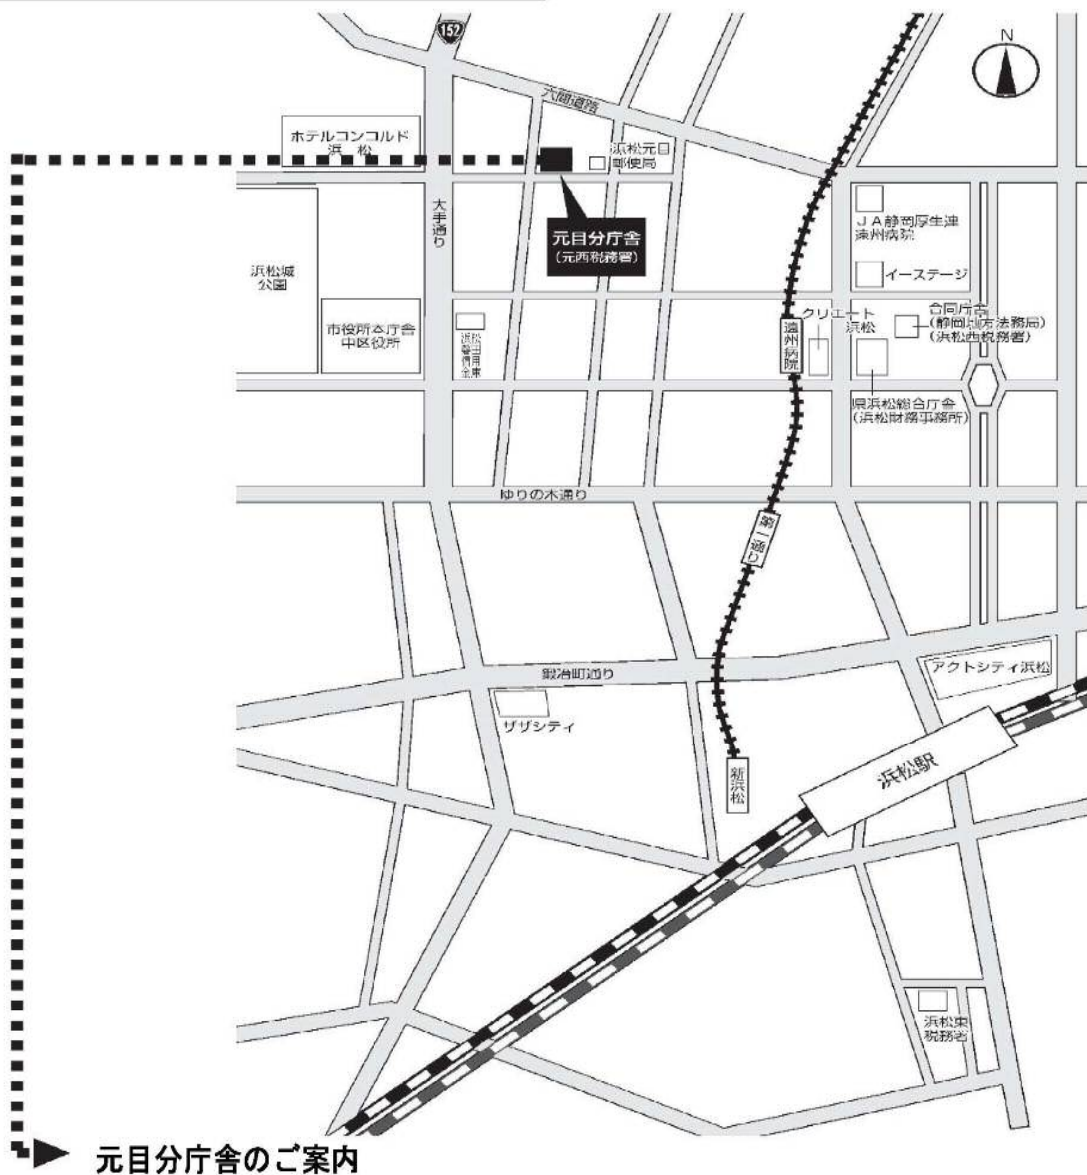 152
N
六間道路
ホテルコンコルド
浜 松
浜松元目
郵便局
大手通り
元目分庁舎
(元西税務署)
JA静岡厚生連
遠州病院
イーステージ
浜松城
公園
市役所本庁舎
中区役所
浜松
磐田
信用
金庫
遠州病院
クリエート
浜松
合同庁舎
(静岡地方法務局)
(浜松西税務署)
県浜松総合庁舎
(浜松財務事務所)
ゆりの木通り
第一通り
鍛冶町通り
アクトシティ浜松
ザザシティ
新浜松
浜松駅
浜松東
税務署
元目分庁舎のご案内